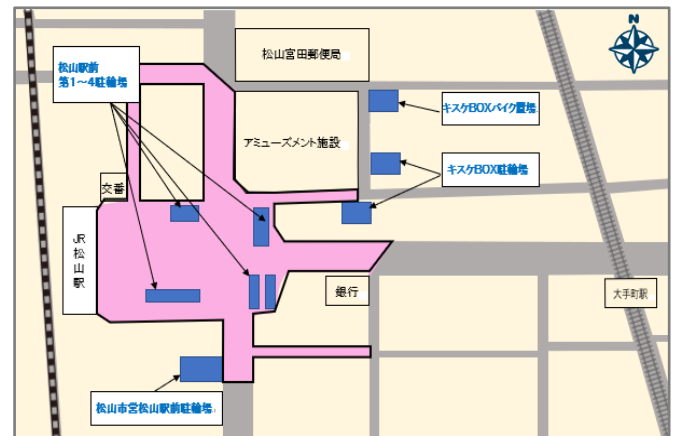 N
松山宮田郵便局
松山駅前
第1～4駐輪場
キスケBOXバイク置場
アミューズメント施設
キスケBOX駐輪場
交番
JR松山駅
銀行
大手町駅
松山市営松山駅前駐輪場